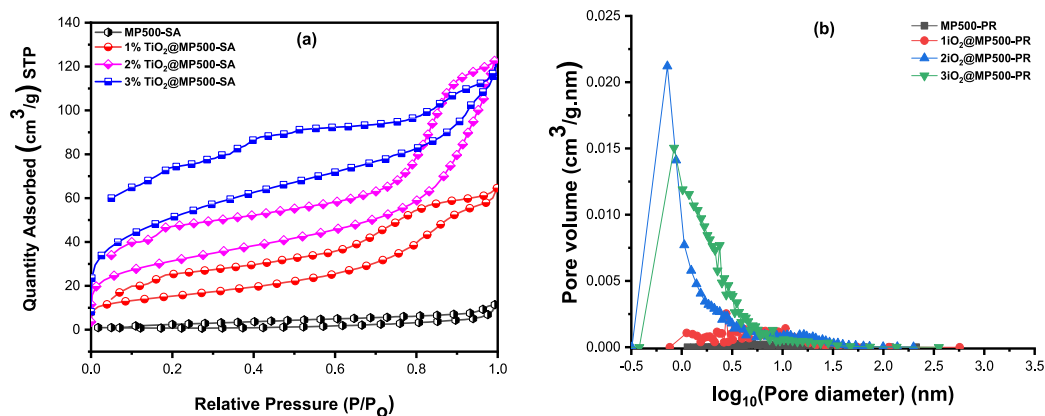 (a)
MP500-SA
1% TiO₂@MP500-SA
2% TiO₂@MP500-SA
3% TiO₂@MP500-SA
140
120
100
80
60
40
20
0
0.0 0.2 0.4 0.6 0.8 1.0
Quantity Adsorbed (cm³/g) STP
Relative Pressure (P/P₀)
(b)
MP500-PR
1iO₂@MP500-PR
2iO₂@MP500-PR
3iO₂@MP500-PR
0.020
0.015
0.010
0.005
0.000
-0.5 0.0 0.5 1.0 1.5 2.0 2.5 3.0 3.5
Pore volume (cm³/g.nm)
log₁₀(Pore diameter) (nm)